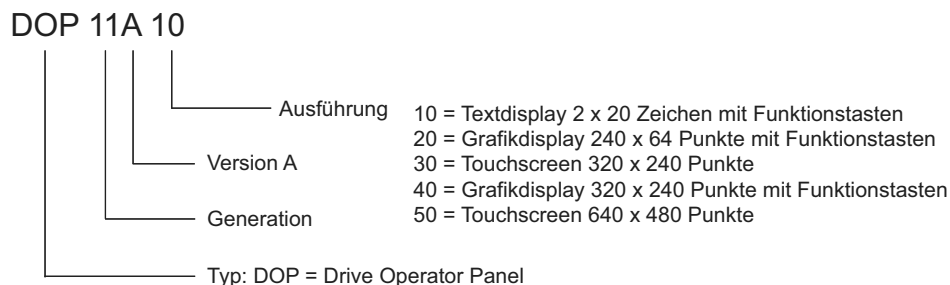 DOP 11A 10
Ausführung
10 = Textdisplay 2 x 20 Zeichen mit Funktionstasten
20 = Grafikdisplay 240 x 64 Punkte mit Funktionstasten
30 = Touchscreen 320 x 240 Punkte
40 = Grafikdisplay 320 x 240 Punkte mit Funktionstasten
50 = Touchscreen 640 x 480 Punkte
Version A
Generation
Typ: DOP = Drive Operator Panel